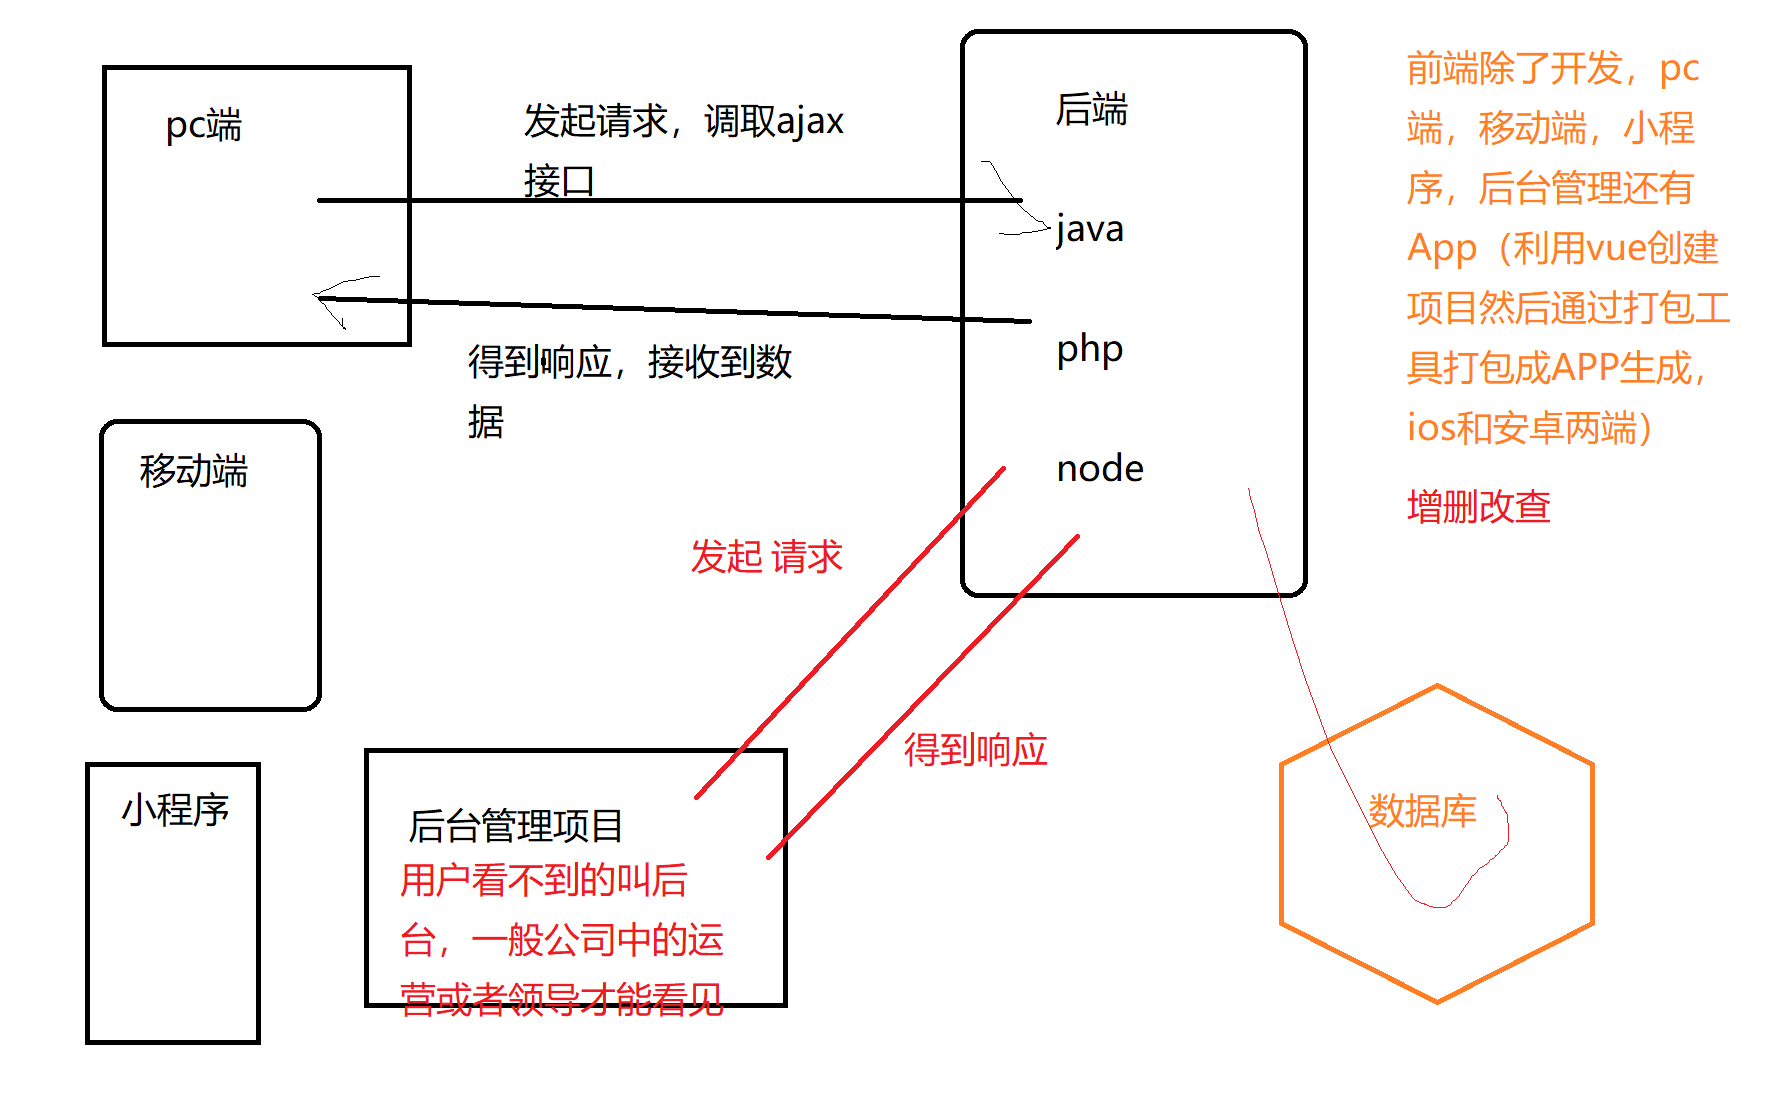 pc端
发起请求，调取ajax
接口
得到响应，接收到数
据
后端
java
php
node
前端除了开发，pc
端，移动端，小程
序，后台管理还有
App（利用vue创建
项目然后通过打包工
具打包成APP生成，
ios和安卓两端）
增删改查
移动端
发起 请求
得到响应
小程序
后台管理项目
用户看不到的叫后
台，一般公司中的运
营或者领导才能看见
数据库